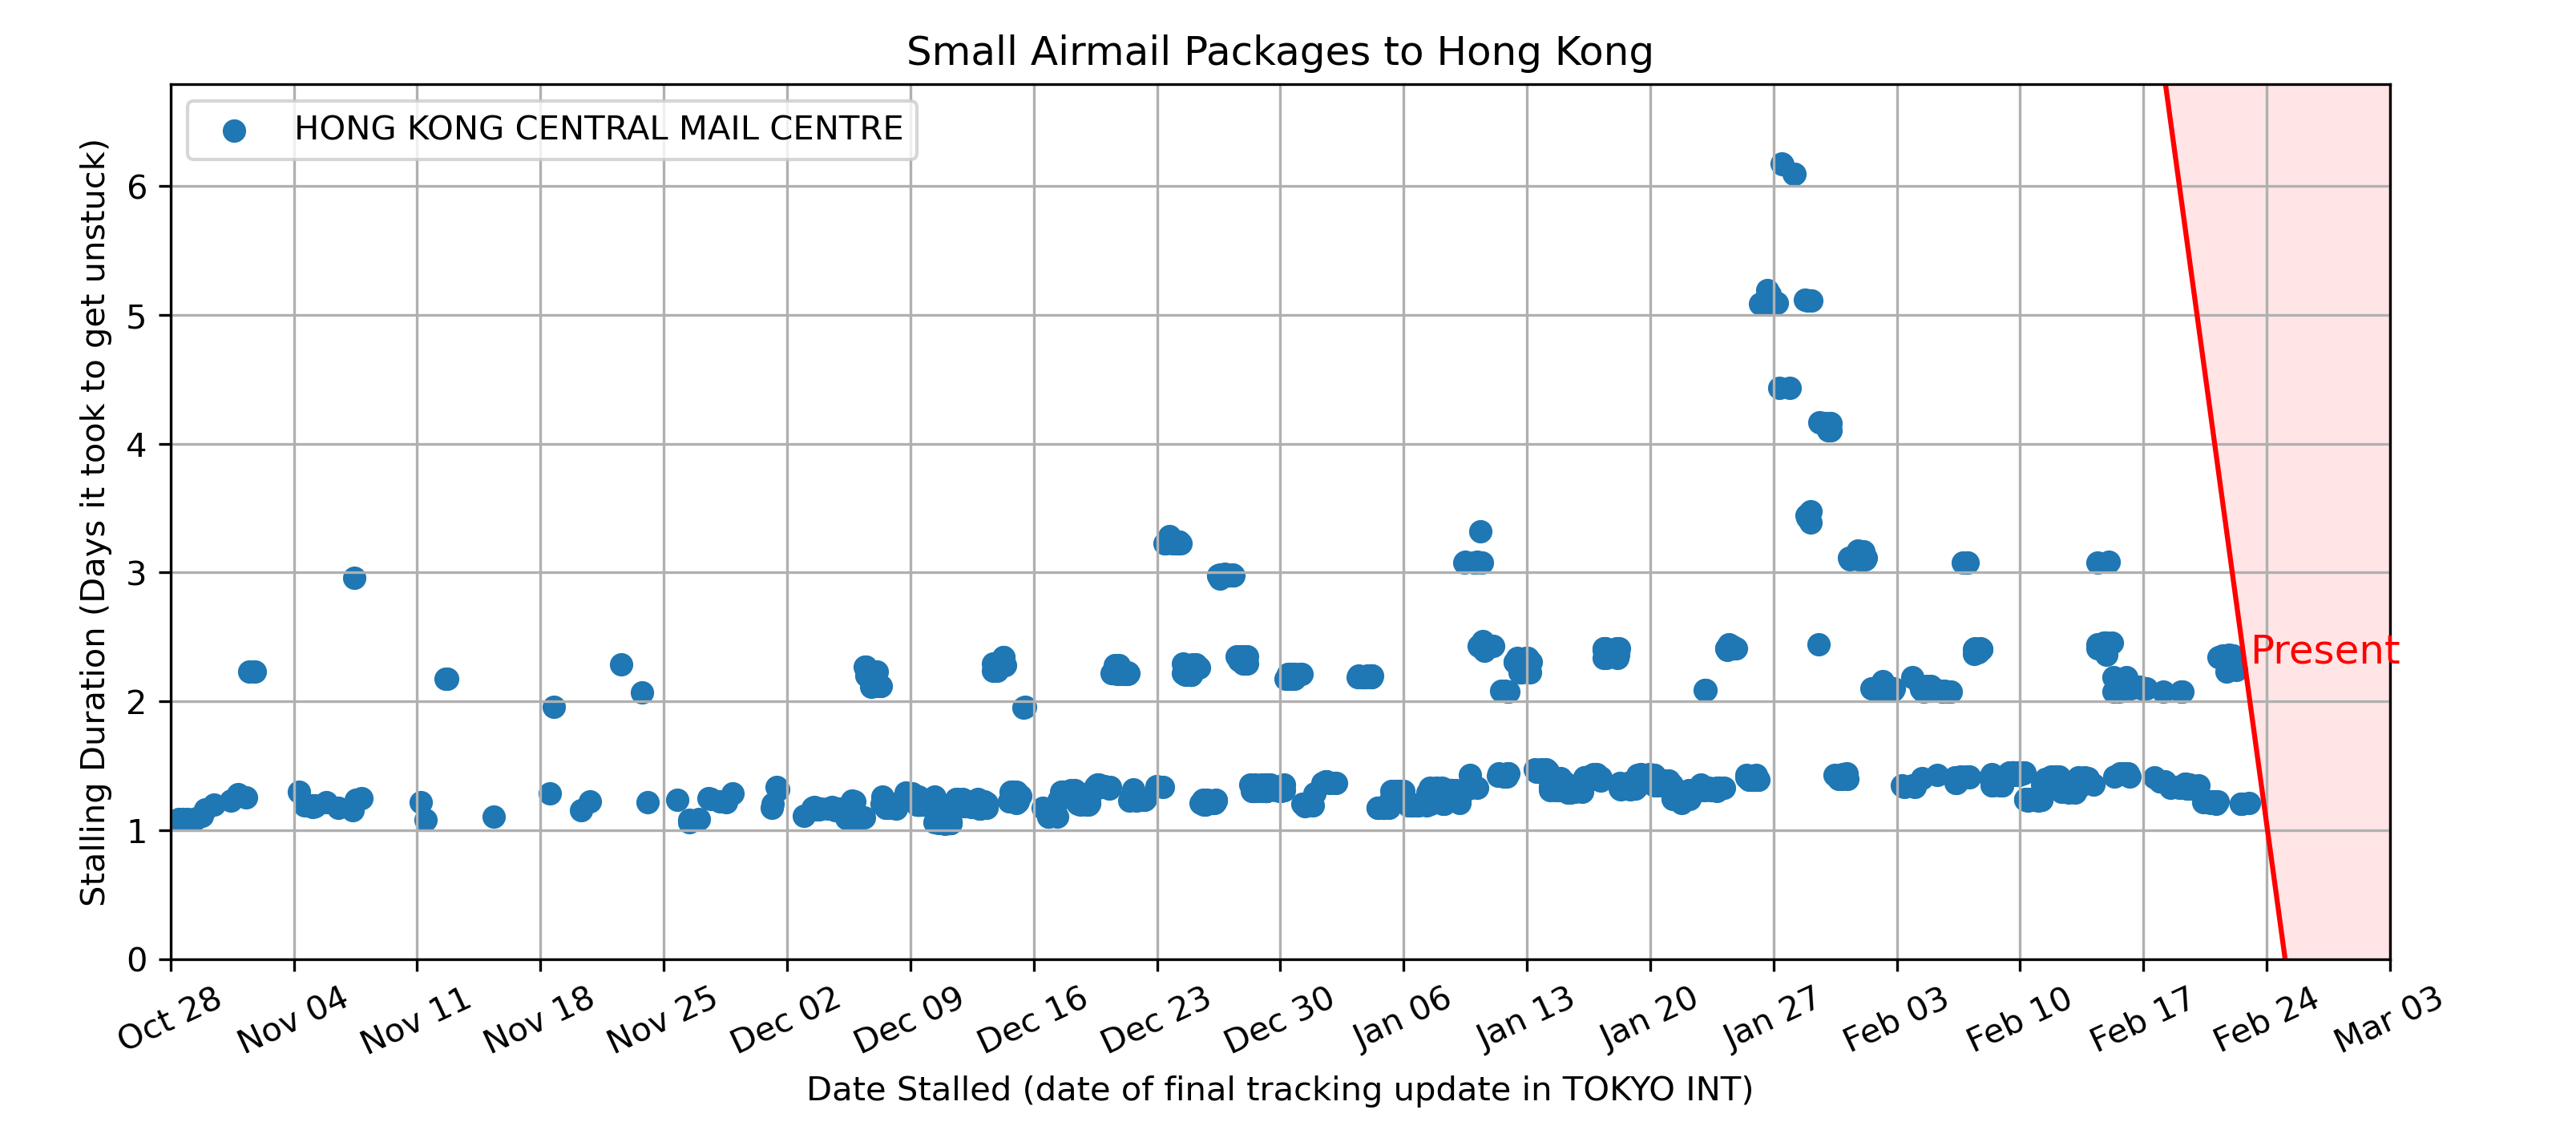 Small Airmail Packages to Hong Kong
HONG KONG CENTRAL MAIL CENTRE
Stalling Duration (Days it took to get unstuck)
6
5
4
3
2
1
0
Present
Oct 28
Nov 04
Nov 11
Nov 18
Nov 25
Dec 02
Dec 09
Dec 16
Dec 23
Dec 30
Jan 06
Jan 13
Jan 20
Jan 27
Feb 03
Feb 10
Feb 17
Feb 24
Mar 03
Date Stalled (date of final tracking update in TOKYO INT)